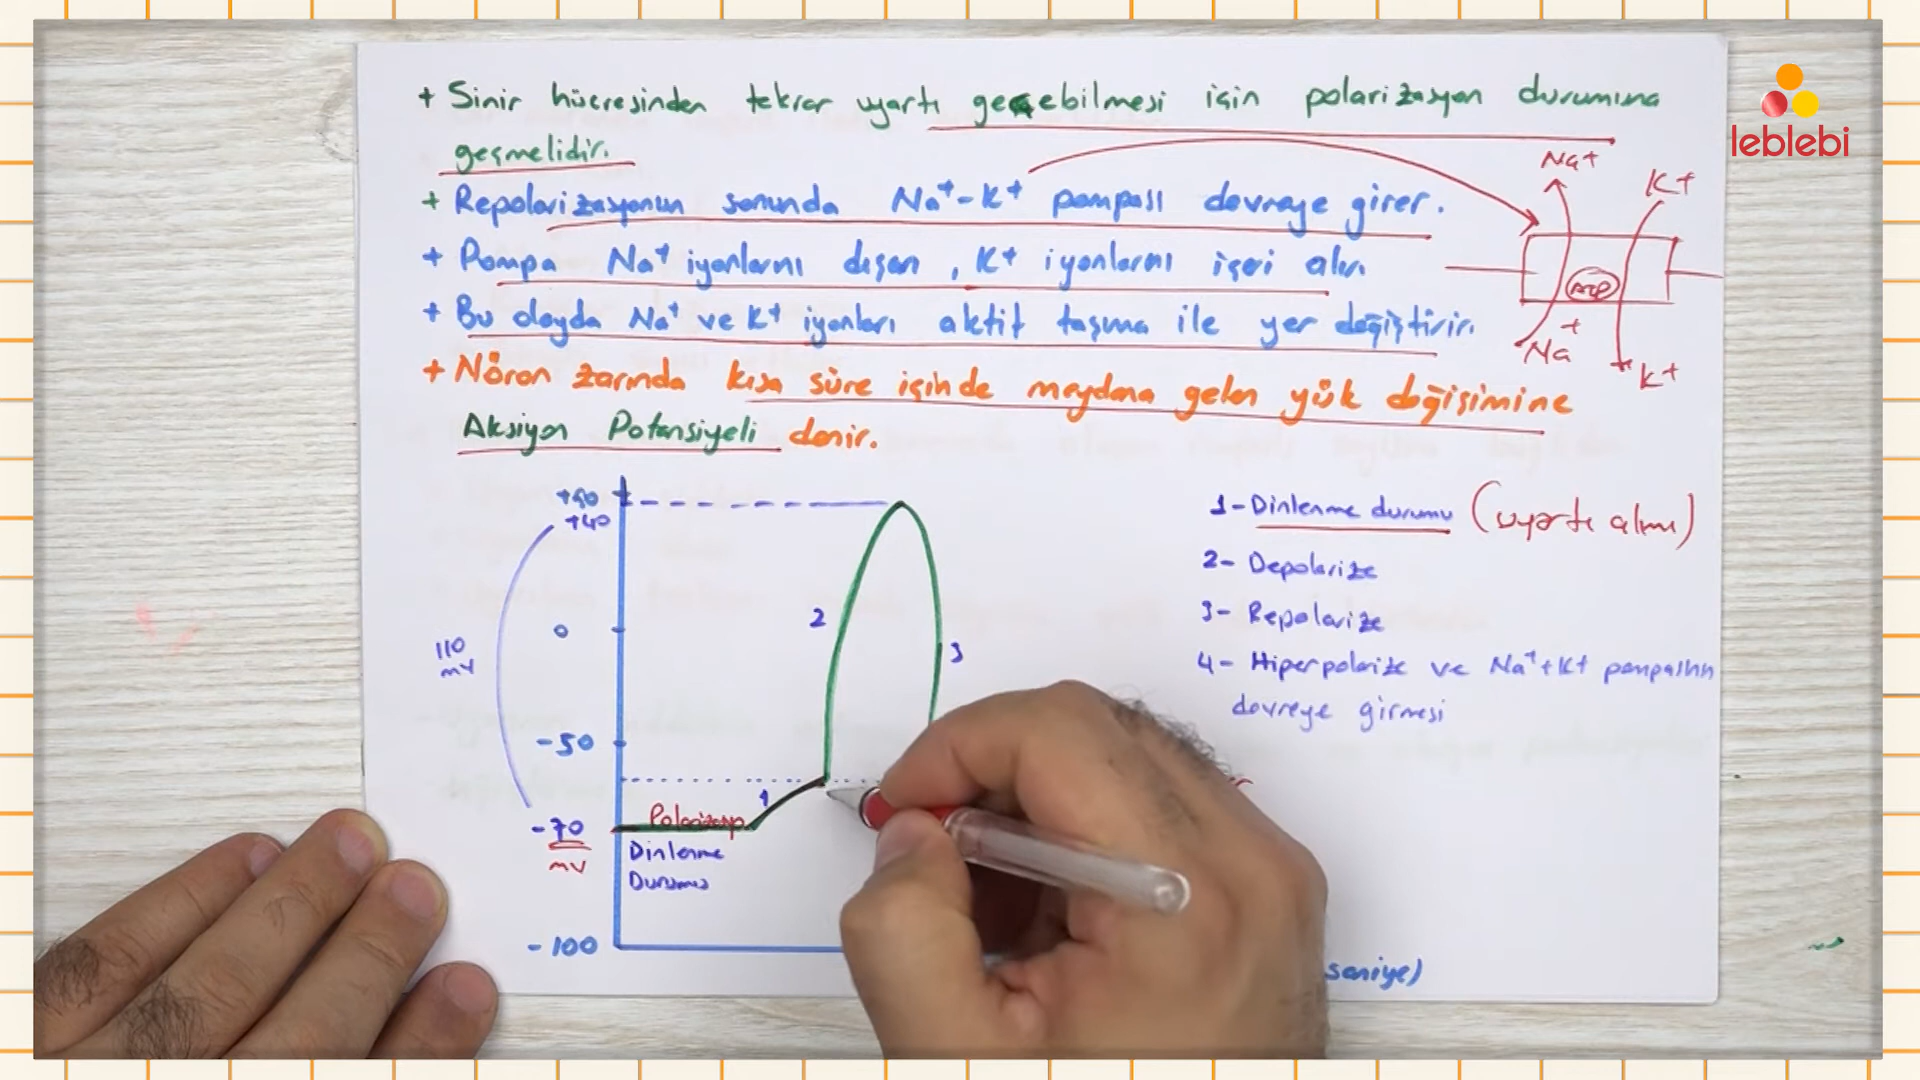 + Sinir hücresinden tekrar uyartı geçebilmesi için polarizasyon durumuna
geçmelidir.
+ Repolarizasyonun sonunda Na+-K+ pompası devreye girer.
+ Pompa Na+ iyonlarını dışarı, K+ iyonlarını içeri alır.
+ Bu olayda Na+ ve K+ iyonları aktif taşıma ile yer değiştirir.
+ Nöron zarında kısa süre içinde meydana gelen yük değişimine
Aksiyon Potansiyeli denir.
leblebi
Na+
K+
ATP
Na+
K+
+40
+40
0
110
mV
-50
-70
mV
-100
Polarizasyon
Dinlenme
Durumu
1
2
3
1- Dinlenme durumu (uyartı almış)
2- Depolarize
3- Repolarize
4- Hiperpolarize ve Na+ + K+ pompasının
devreye girmesi
saniye)